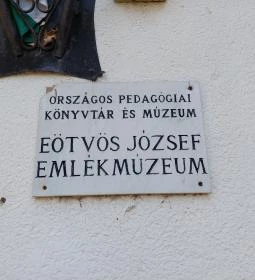 ORSZÁGOS PEDAGÓGIAI
KÖNYVTÁR ÉS MÚZEUM
EÖTVÖS JÓZSEF
EMLÉKMÚZEUM